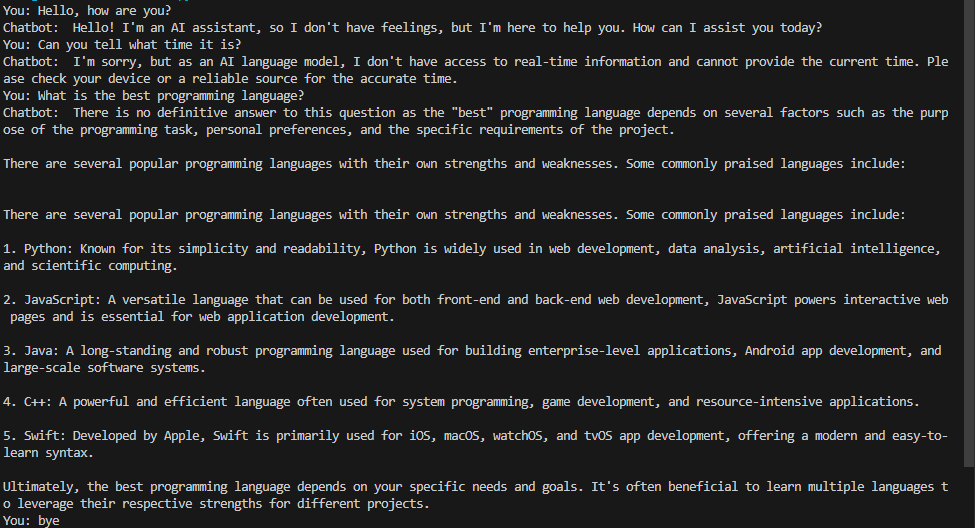 You: Hello, how are you?
Chatbot:  Hello! I'm an AI assistant, so I don't have feelings, but I'm here to help you. How can I assist you today?
You: Can you tell what time it is?
Chatbot:  I'm sorry, but as an AI language model, I don't have access to real-time information and cannot provide the current time. Ple
ase check your device or a reliable source for the accurate time.
You: What is the best programming language?
Chatbot:  There is no definitive answer to this question as the "best" programming language depends on several factors such as the purp
ose of the programming task, personal preferences, and the specific requirements of the project.
There are several popular programming languages with their own strengths and weaknesses. Some commonly praised languages include:
There are several popular programming languages with their own strengths and weaknesses. Some commonly praised languages include:
1. Python: Known for its simplicity and readability, Python is widely used in web development, data analysis, artificial intelligence,
and scientific computing.
2. JavaScript: A versatile language that can be used for both front-end and back-end web development, JavaScript powers interactive web
 pages and is essential for web application development.
3. Java: A long-standing and robust programming language used for building enterprise-level applications, Android app development, and
large-scale software systems.
4. C++: A powerful and efficient language often used for system programming, game development, and resource-intensive applications.
5. Swift: Developed by Apple, Swift is primarily used for iOS, macOS, watchOS, and tvOS app development, offering a modern and easy-to-
learn syntax.
Ultimately, the best programming language depends on your specific needs and goals. It's often beneficial to learn multiple languages t
o leverage their respective strengths for different projects.
You: bye